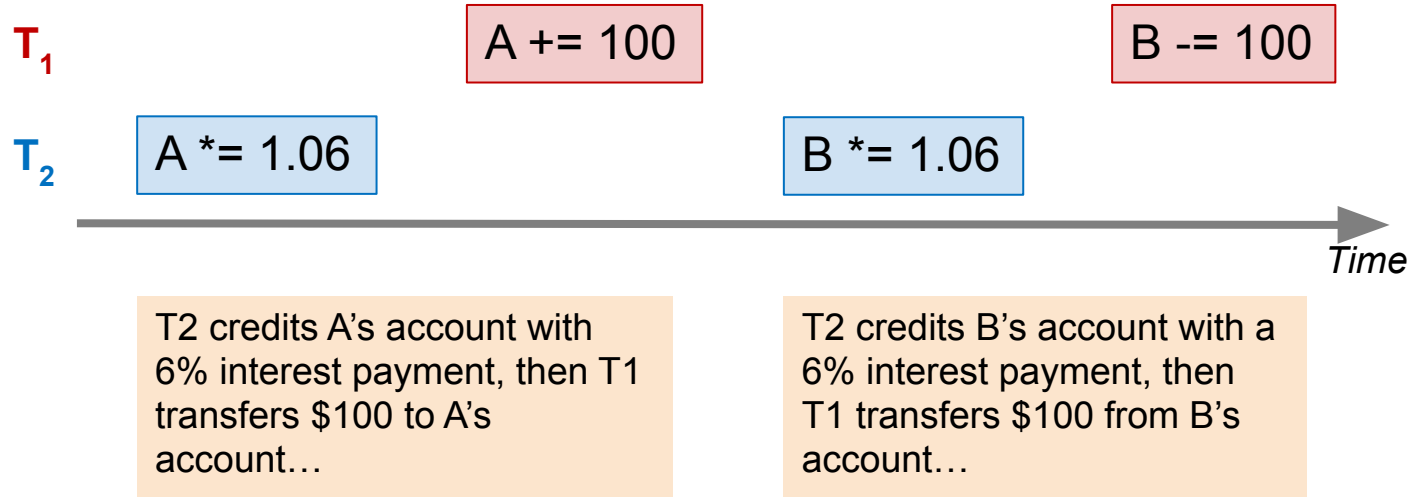 T1 A += 100 B -= 100
T2 A *= 1.06 B *= 1.06
Time
T2 credits A’s account with
6% interest payment, then T1
transfers $100 to A’s
account…
T2 credits B’s account with a
6% interest payment, then
T1 transfers $100 from B’s
account…